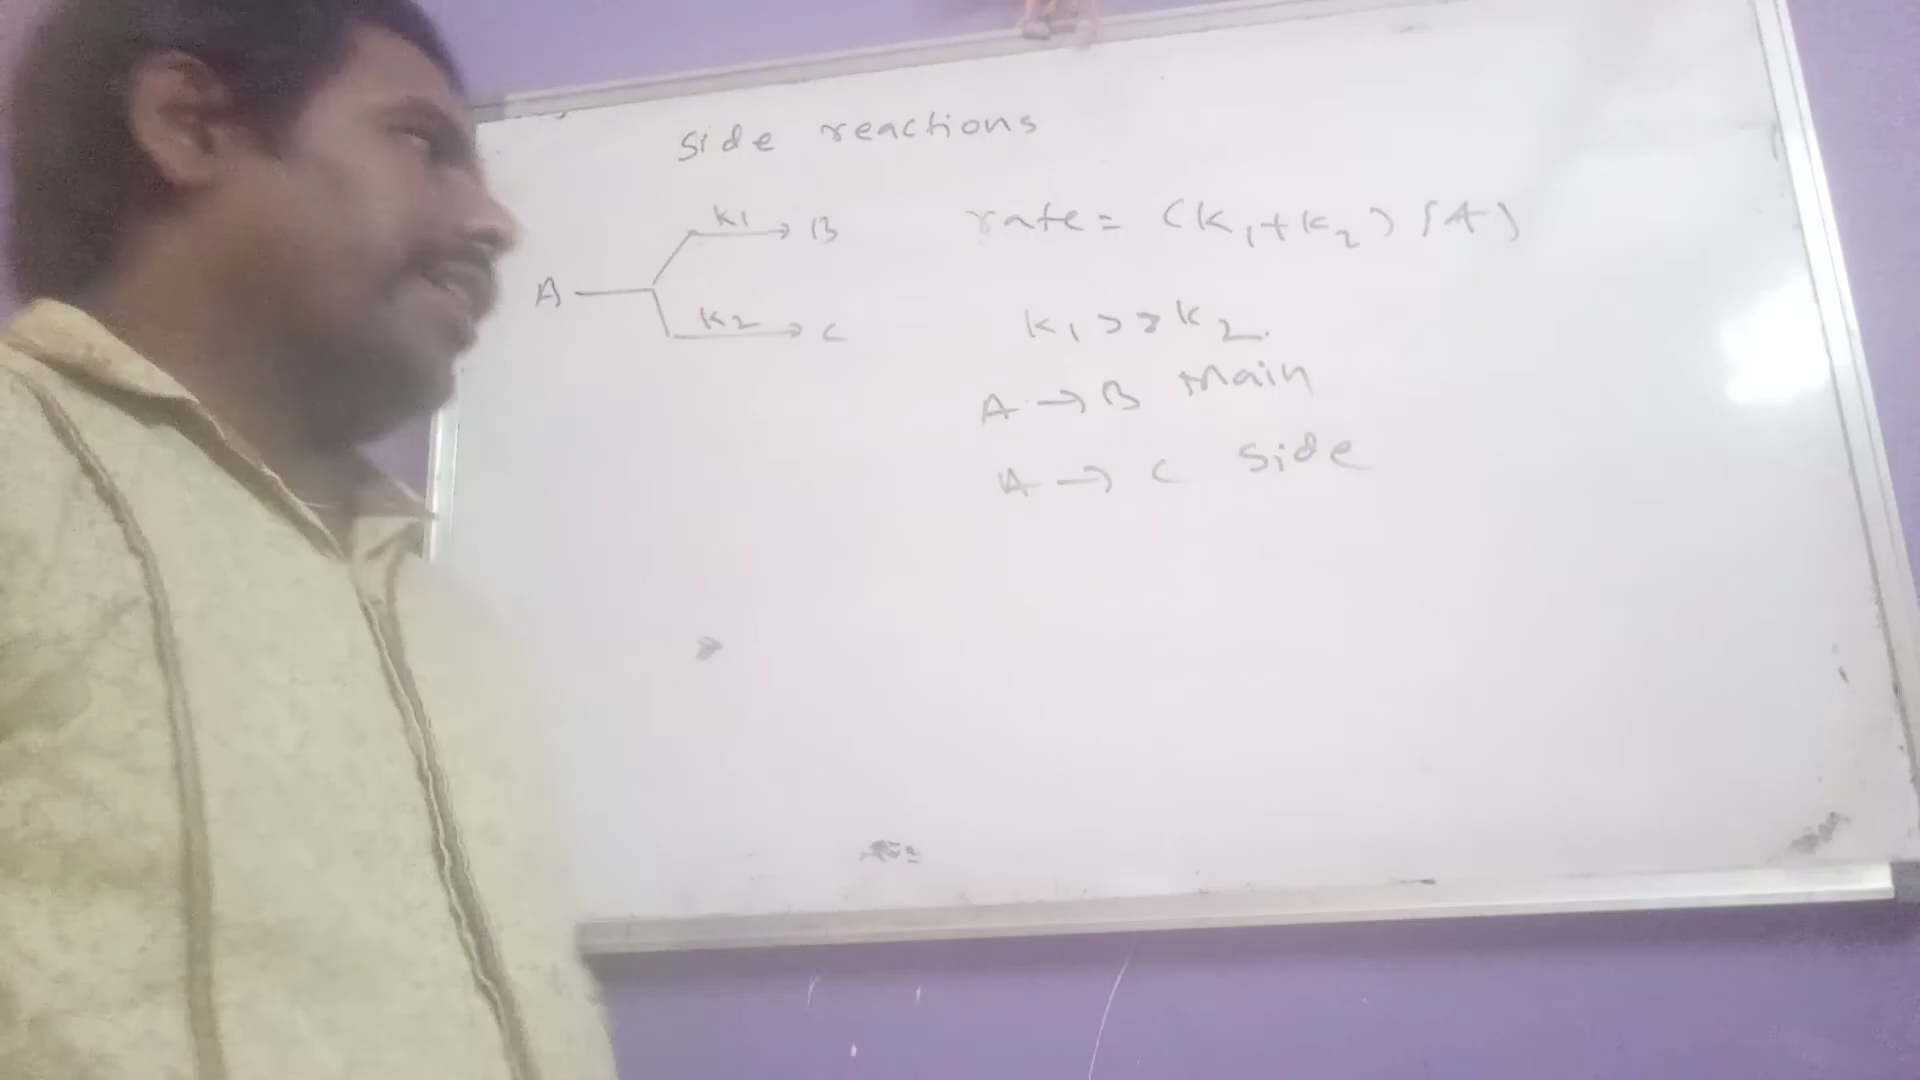 side reactions
k1 → B rate = (k1+k2) [A]
A
k2 → C k1 >> k2.
A → B Main
A → C Side